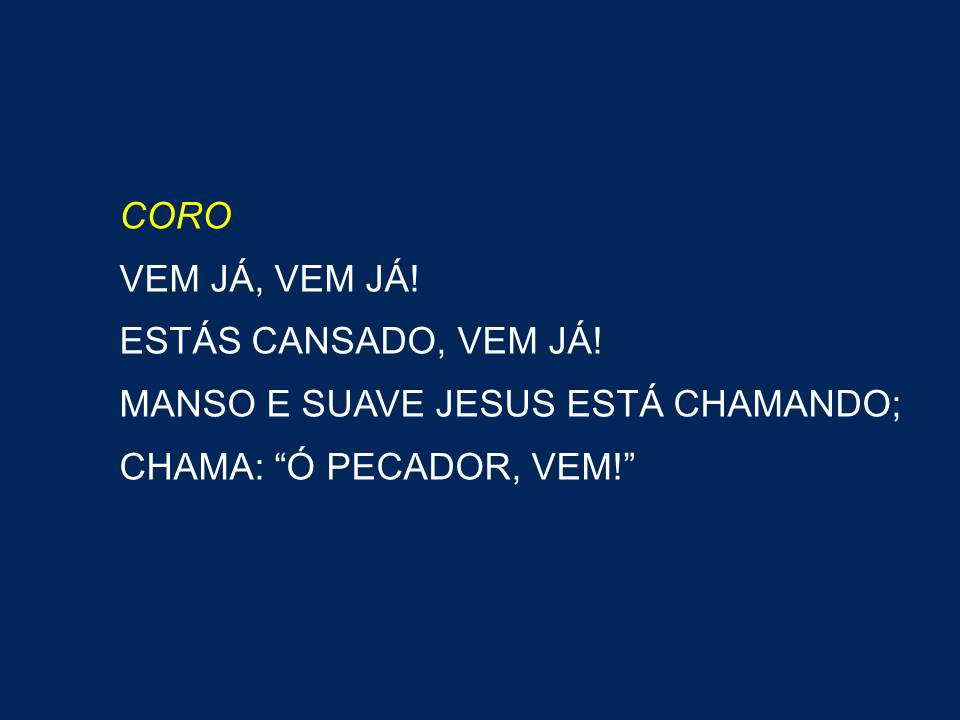 CORO
VEM JÁ, VEM JÁ!
ESTÁS CANSADO, VEM JÁ!
MANSO E SUAVE JESUS ESTÁ CHAMANDO;
CHAMA: “Ó PECADOR, VEM!”